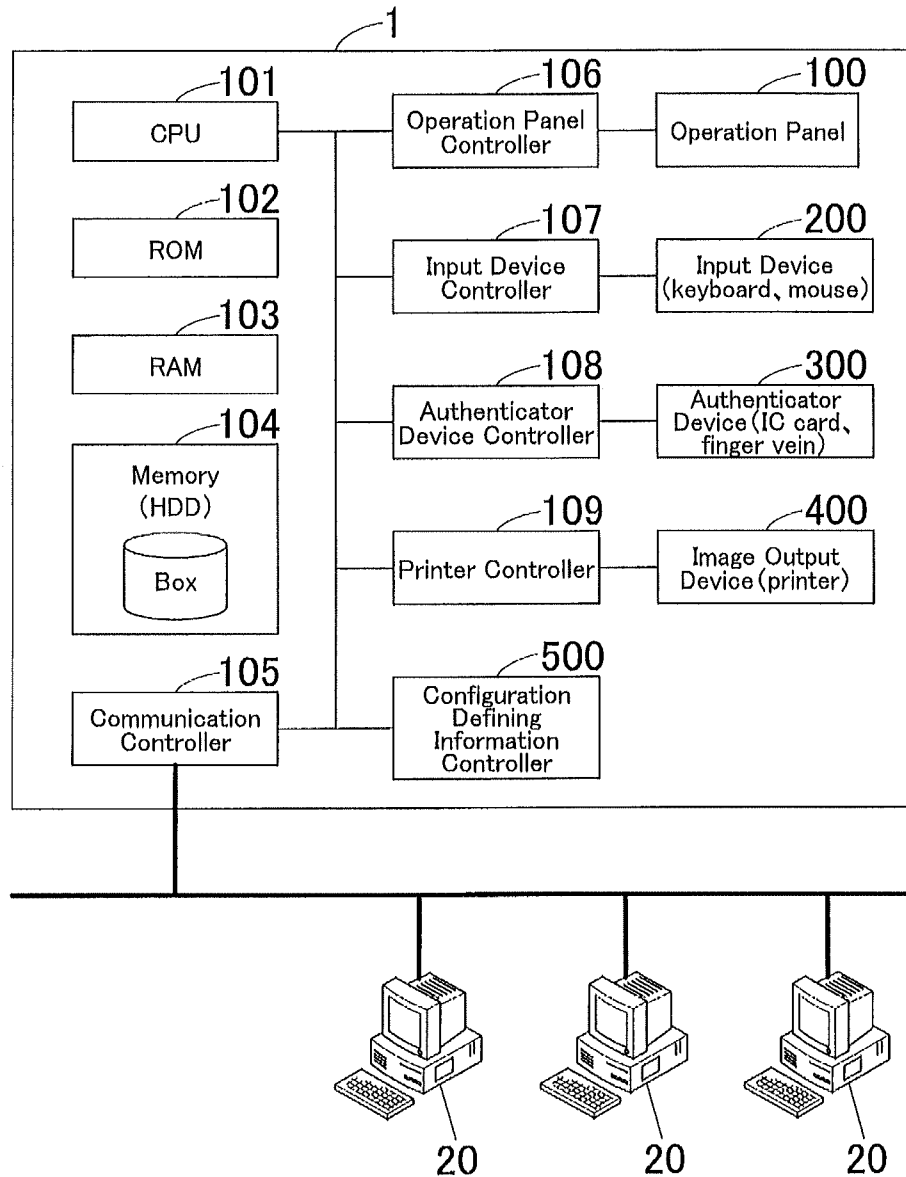 1
101
CPU
106
Operation Panel
Controller
100
Operation Panel
102
ROM
107
Input Device
Controller
200
Input Device
(keyboard、mouse)
103
RAM
108
Authenticator
Device Controller
300
Authenticator
Device(IC card、
finger vein)
104
Memory
(HDD)
Box
109
Printer Controller
400
Image Output
Device(printer)
105
Communication
Controller
500
Configuration
Defining
Information
Controller
20
20
20